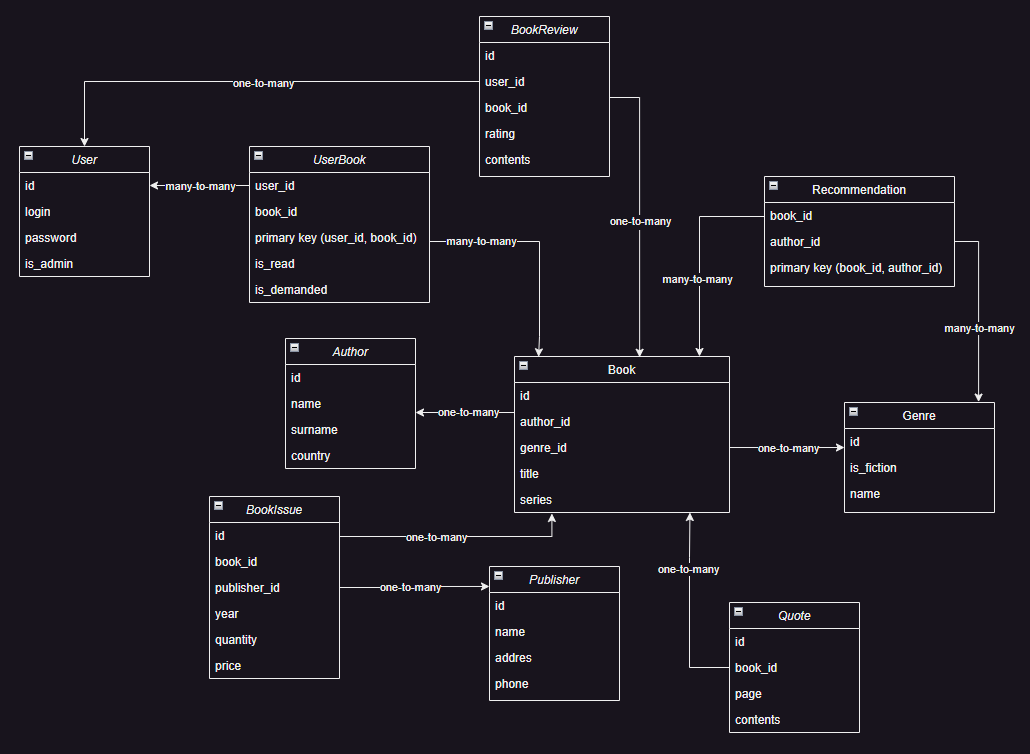 BookReview
id
user_id
book_id
rating
contents
one-to-many
one-to-many
User
id
login
password
is_admin
many-to-many
UserBook
user_id
book_id
primary key (user_id, book_id)
is_read
is_demanded
many-to-many
Recommendation
book_id
author_id
primary key (book_id, author_id)
many-to-many
many-to-many
Author
id
name
surname
country
one-to-many
Book
id
author_id
genre_id
title
series
one-to-many
Genre
id
is_fiction
name
BookIssue
id
book_id
publisher_id
year
quantity
price
one-to-many
one-to-many
Publisher
id
name
addres
phone
one-to-many
Quote
id
book_id
page
contents